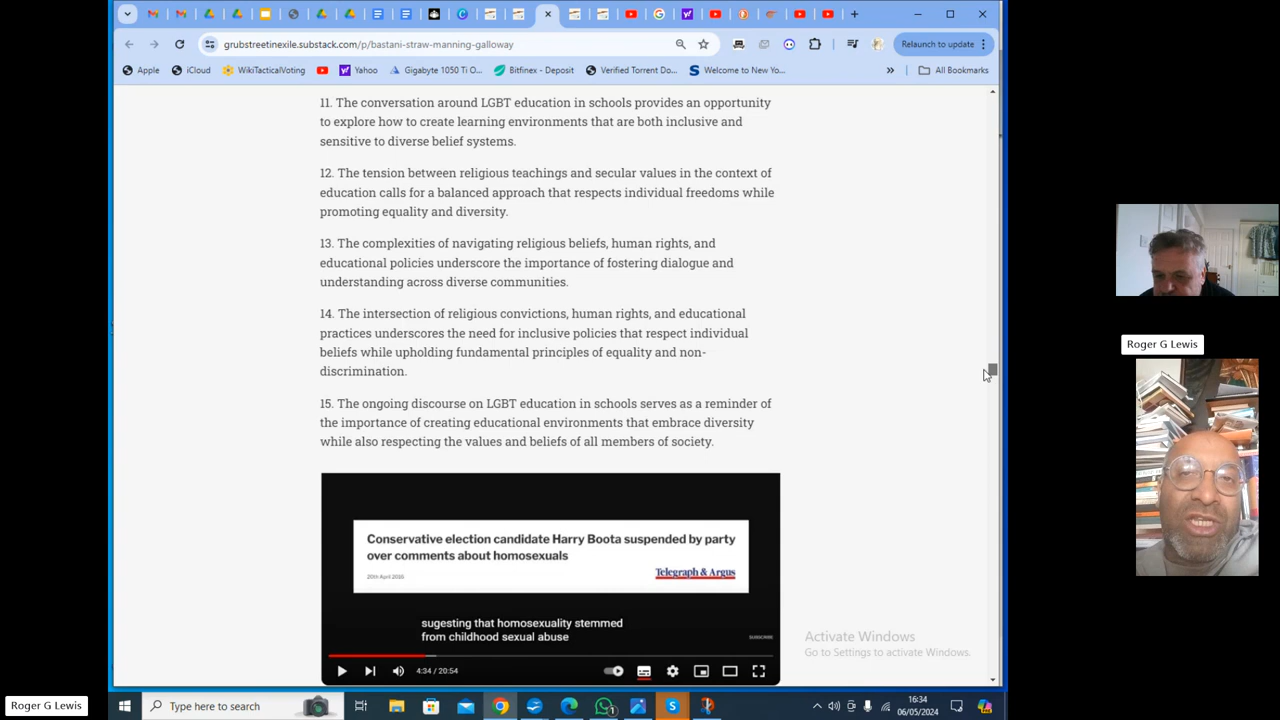 grubstreetinexile.substack.com/p/bastani-straw-manning-galloway
Relaunch to update
Apple
iCloud
WikiTacticalVoting
Yahoo
Gigabyte 1050 Ti O...
Bitfinex - Deposit
Verified Torrent Do...
Welcome to New Yo...
»
All Bookmarks
11. The conversation around LGBT education in schools provides an opportunity
to explore how to create learning environments that are both inclusive and
sensitive to diverse belief systems.
12. The tension between religious teachings and secular values in the context of
education calls for a balanced approach that respects individual freedoms while
promoting equality and diversity.
13. The complexities of navigating religious beliefs, human rights, and
educational policies underscore the importance of fostering dialogue and
understanding across diverse communities.
14. The intersection of religious convictions, human rights, and educational
practices underscores the need for inclusive policies that respect individual
beliefs while upholding fundamental principles of equality and non-
discrimination.
15. The ongoing discourse on LGBT education in schools serves as a reminder of
the importance of creating educational environments that embrace diversity
while also respecting the values and beliefs of all members of society.
Conservative election candidate Harry Boota suspended by party
over comments about homosexuals
Telegraph & Argus
sugesting that homosexuality stemmed
from childhood sexual abuse
SUBSCRIBE
4:34 / 20:54
Activate Windows
Go to Settings to activate Windows.
Roger G Lewis
Roger G Lewis
Type here to search
16:34
06/05/2024